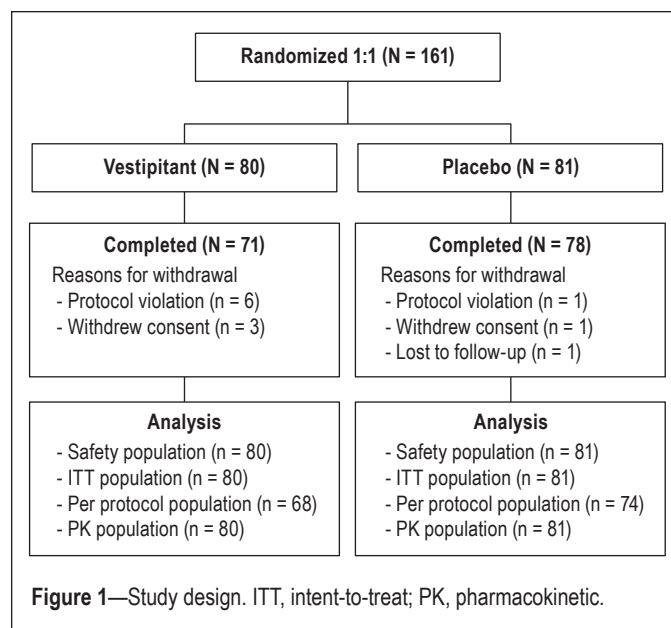 Randomized 1:1 (N = 161)
Vestipitant (N = 80)
Placebo (N = 81)
Completed (N = 71)
Reasons for withdrawal
- Protocol violation (n = 6)
- Withdrew consent (n = 3)
Completed (N = 78)
Reasons for withdrawal
- Protocol violation (n = 1)
- Withdrew consent (n = 1)
- Lost to follow-up (n = 1)
Analysis
- Safety population (n = 80)
- ITT population (n = 80)
- Per protocol population (n = 68)
- PK population (n = 80)
Analysis
- Safety population (n = 81)
- ITT population (n = 81)
- Per protocol population (n = 74)
- PK population (n = 81)
Figure 1—Study design. ITT, intent-to-treat; PK, pharmacokinetic.